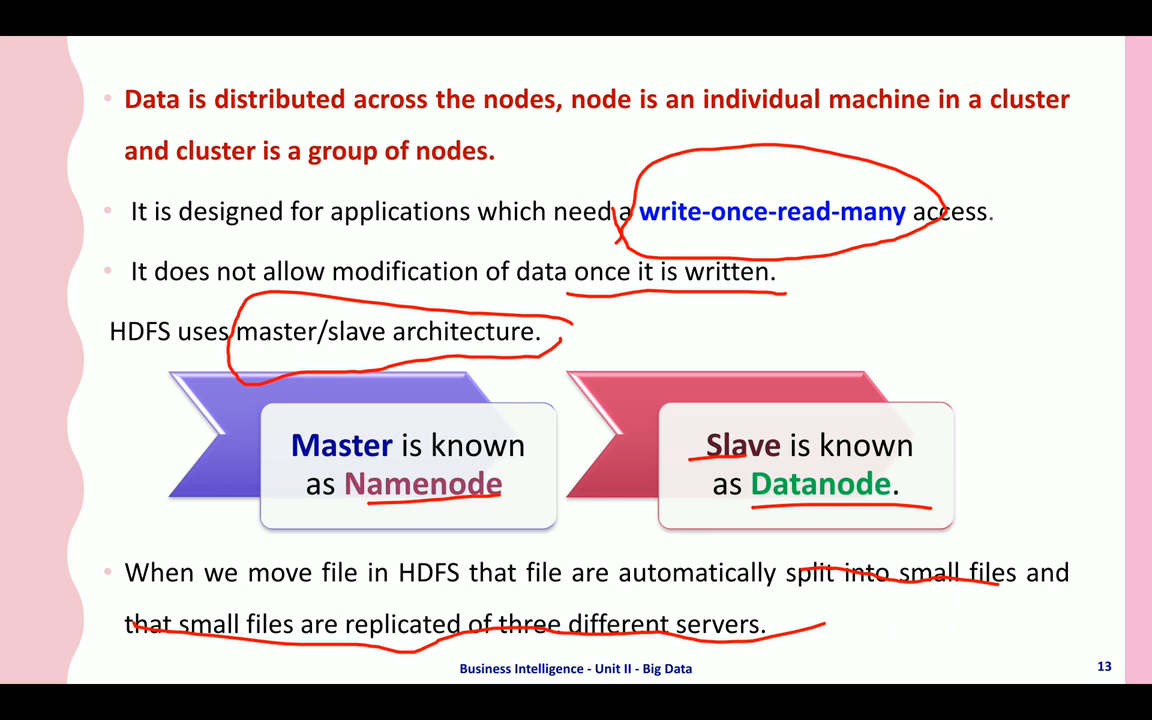 • Data is distributed across the nodes, node is an individual machine in a cluster
and cluster is a group of nodes.
• It is designed for applications which need a write-once-read-many access.
• It does not allow modification of data once it is written.
HDFS uses master/slave architecture.
Master is known
as Namenode
Slave is known
as Datanode.
• When we move file in HDFS that file are automatically split into small files and
that small files are replicated of three different servers.
Business Intelligence - Unit II - Big Data
13